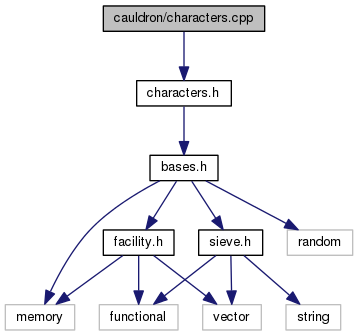 cauldron/characters.cpp
characters.h
bases.h
facility.h
sieve.h
random
memory
functional
vector
string